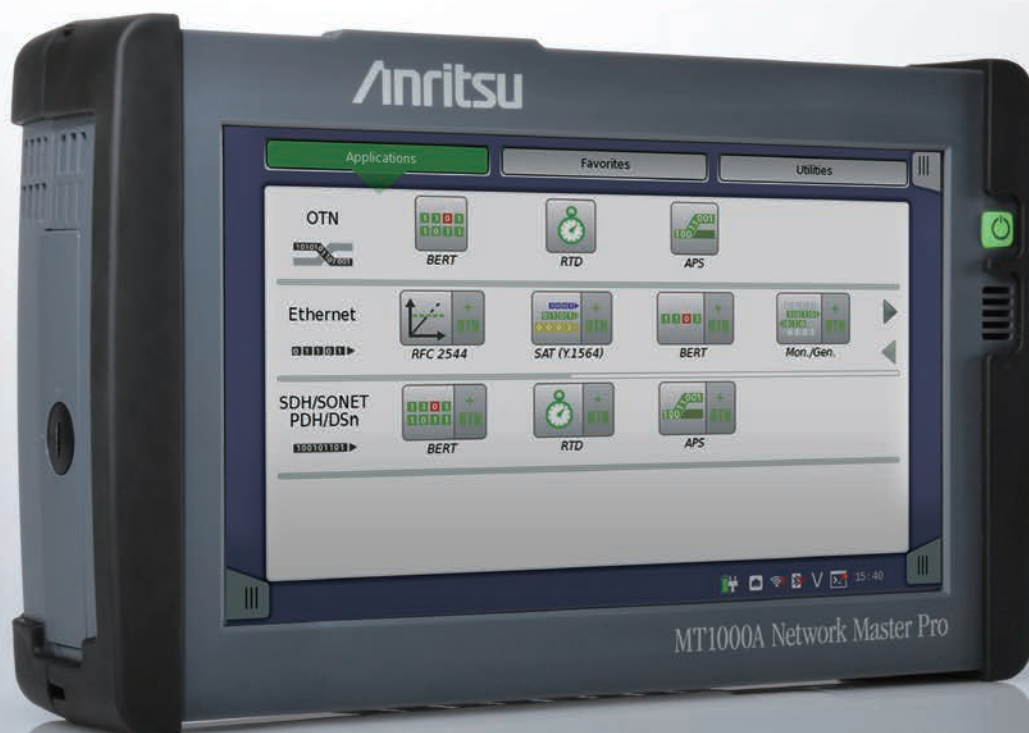 Anritsu
Applications Favorites Utilities
OTN
BERT RTD APS
Ethernet
RFC 2544 SAT (Y.1564) BERT Mon./Gen.
SDH/SONET
PDH/DSn
BERT RTD APS
15:40
MT1000A Network Master Pro